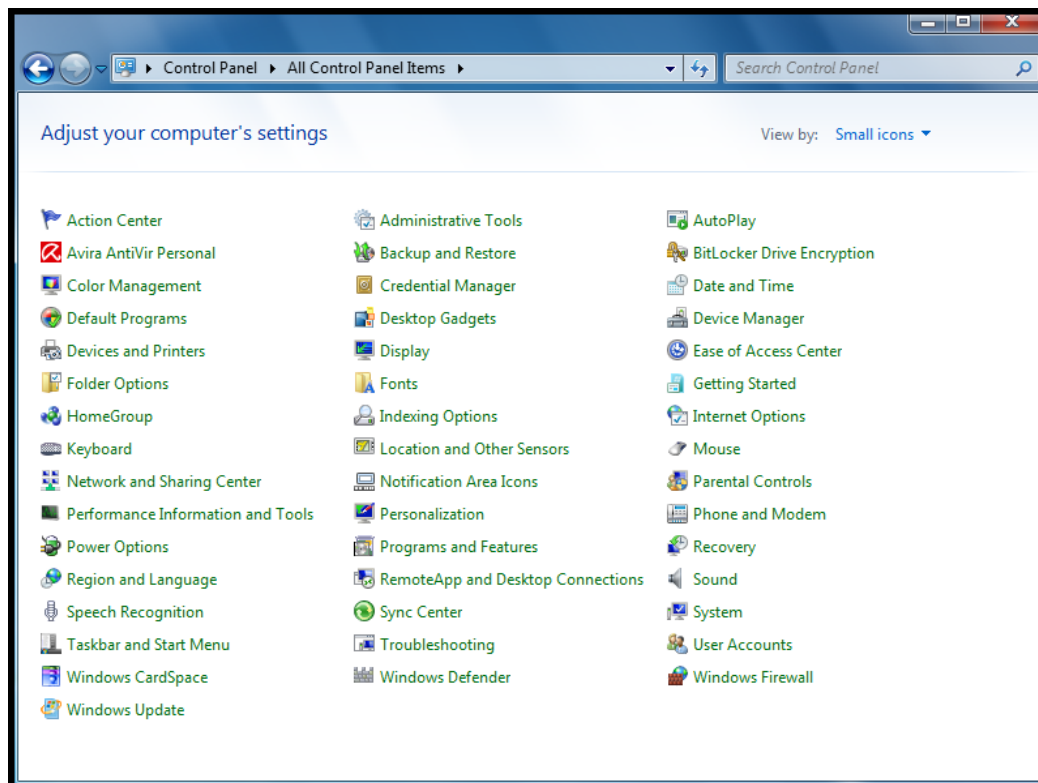 Control Panel All Control Panel Items Search Control Panel
Adjust your computer's settings View by: Small icons
Action Center Administrative Tools AutoPlay
Avira AntiVir Personal Backup and Restore BitLocker Drive Encryption
Color Management Credential Manager Date and Time
Default Programs Desktop Gadgets Device Manager
Devices and Printers Display Ease of Access Center
Folder Options Fonts Getting Started
HomeGroup Indexing Options Internet Options
Keyboard Location and Other Sensors Mouse
Network and Sharing Center Notification Area Icons Parental Controls
Performance Information and Tools Personalization Phone and Modem
Power Options Programs and Features Recovery
Region and Language RemoteApp and Desktop Connections Sound
Speech Recognition Sync Center System
Taskbar and Start Menu Troubleshooting User Accounts
Windows CardSpace Windows Defender Windows Firewall
Windows Update